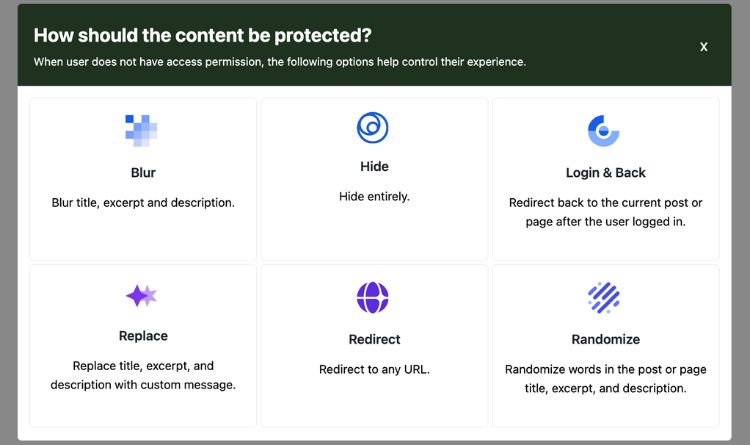 How should the content be protected?
X
When user does not have access permission, the following options help control their experience.
Blur
Blur title, excerpt and description.
Hide
Hide entirely.
Login & Back
Redirect back to the current post or
page after the user logged in.
Replace
Replace title, excerpt, and
description with custom message.
Redirect
Redirect to any URL.
Randomize
Randomize words in the post or page
title, excerpt, and description.